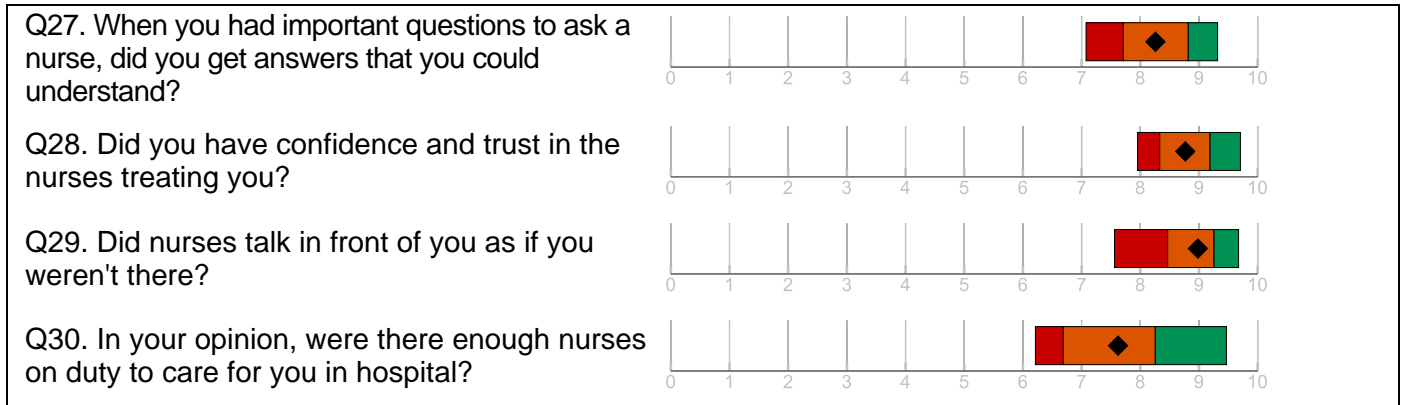 Q27. When you had important questions to ask a
nurse, did you get answers that you could
understand?
0 1 2 3 4 5 6 7 8 9 10
Q28. Did you have confidence and trust in the
nurses treating you?
0 1 2 3 4 5 6 7 8 9 10
Q29. Did nurses talk in front of you as if you
weren't there?
0 1 2 3 4 5 6 7 8 9 10
Q30. In your opinion, were there enough nurses
on duty to care for you in hospital?
0 1 2 3 4 5 6 7 8 9 10